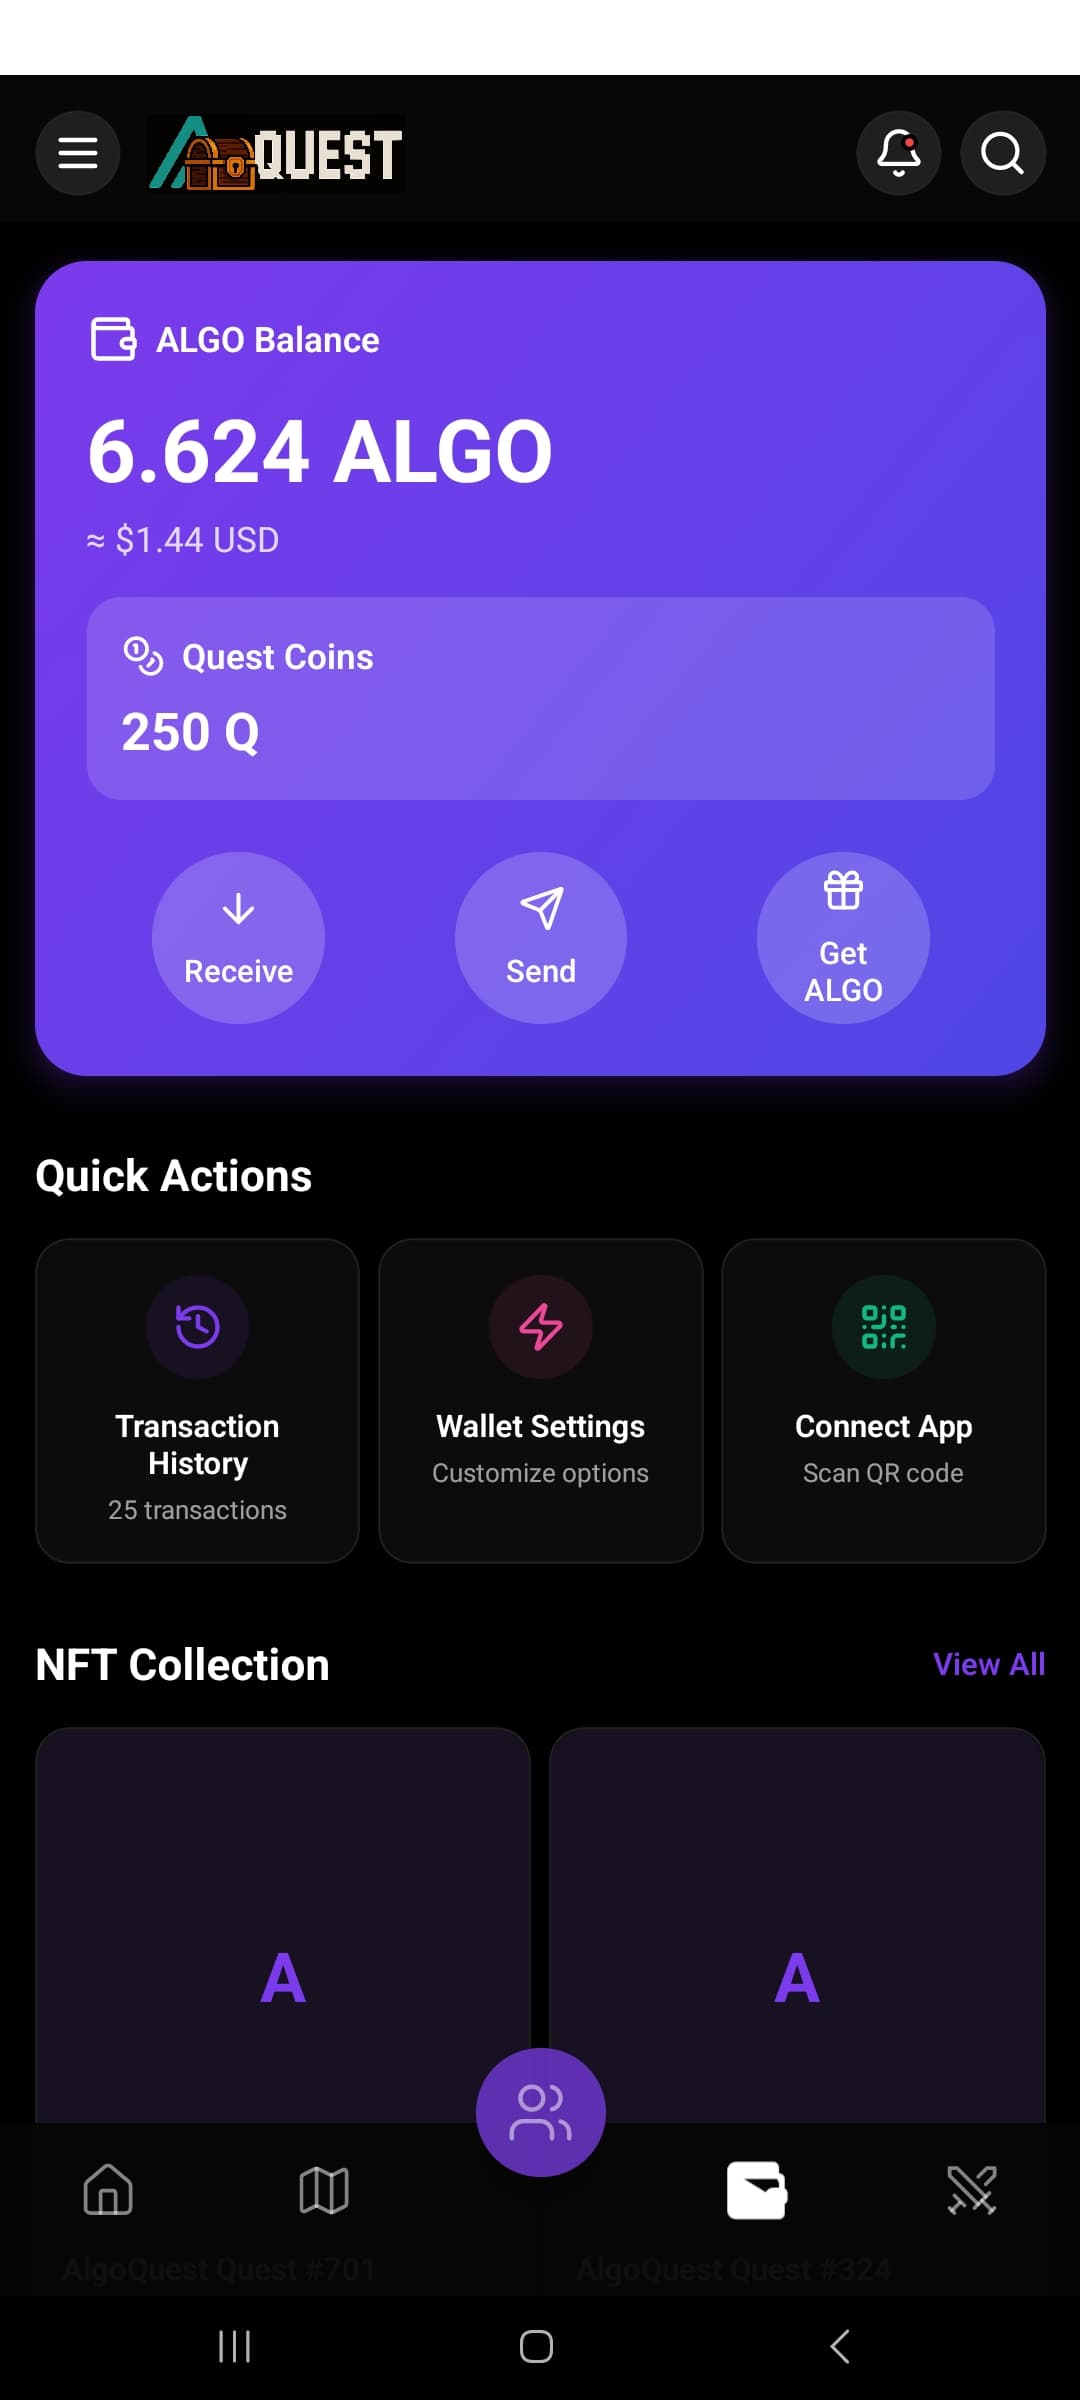 QUEST
ALGO Balance
6.624 ALGO
≈ $1.44 USD
Quest Coins
250 Q
Receive
Send
Get
ALGO
Quick Actions
Transaction
History
25 transactions
Wallet Settings
Customize options
Connect App
Scan QR code
NFT Collection
View All
A
A
AlgoQuest Quest #701
AlgoQuest Quest #324